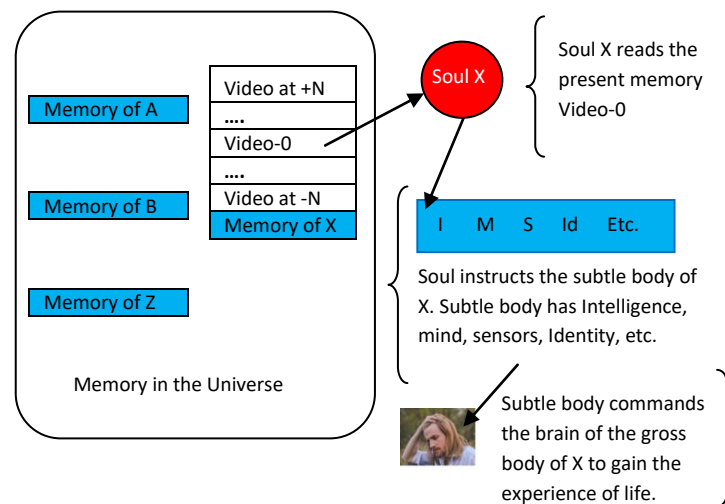 Memory of A
Memory of B
Memory of Z
Video at +N
....
Video-0
....
Video at -N
Memory of X
Memory in the Universe
Soul X
Soul X reads the
present memory
Video-0
I M S Id Etc.
Soul instructs the subtle body of
X. Subtle body has Intelligence,
mind, sensors, Identity, etc.
Subtle body commands
the brain of the gross
body of X to gain the
experience of life.